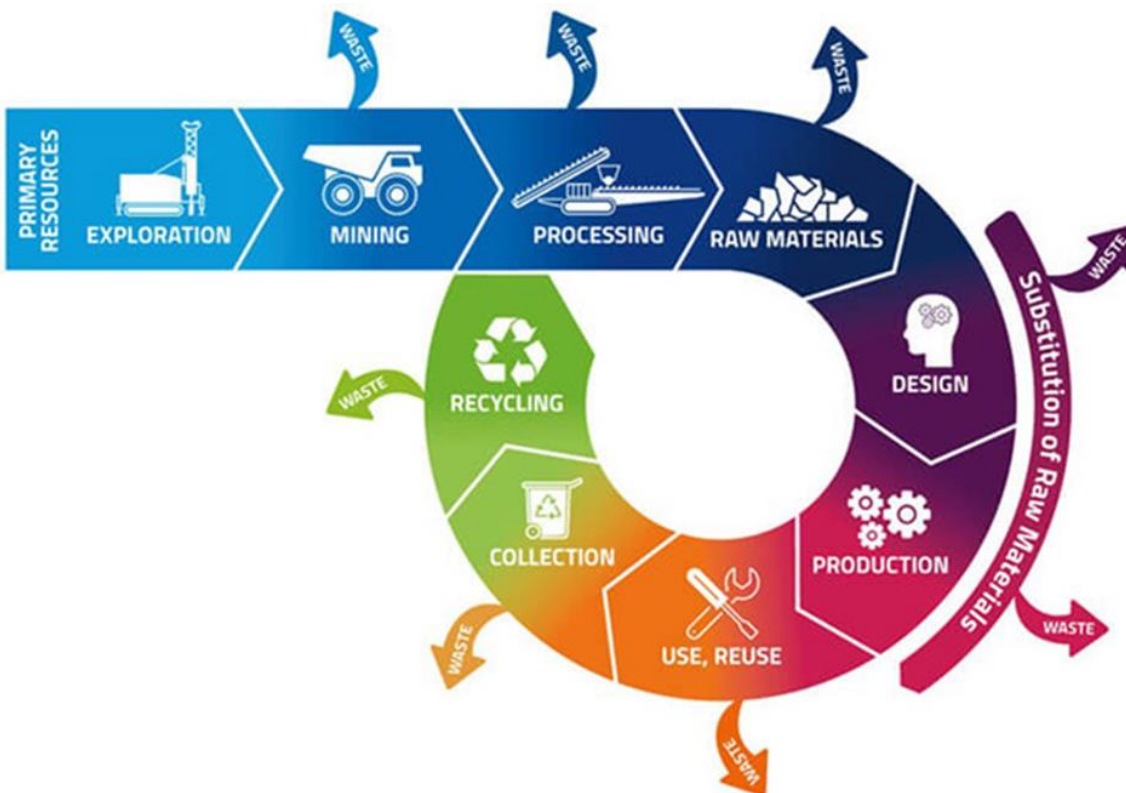 WASTE
WASTE
WASTE
PRIMARY
RESOURCES
EXPLORATION
MINING
PROCESSING
RAW MATERIALS
WASTE
Substitution of Raw Materials
DESIGN
RECYCLING
WASTE
COLLECTION
PRODUCTION
WASTE
USE, REUSE
WASTE
WASTE